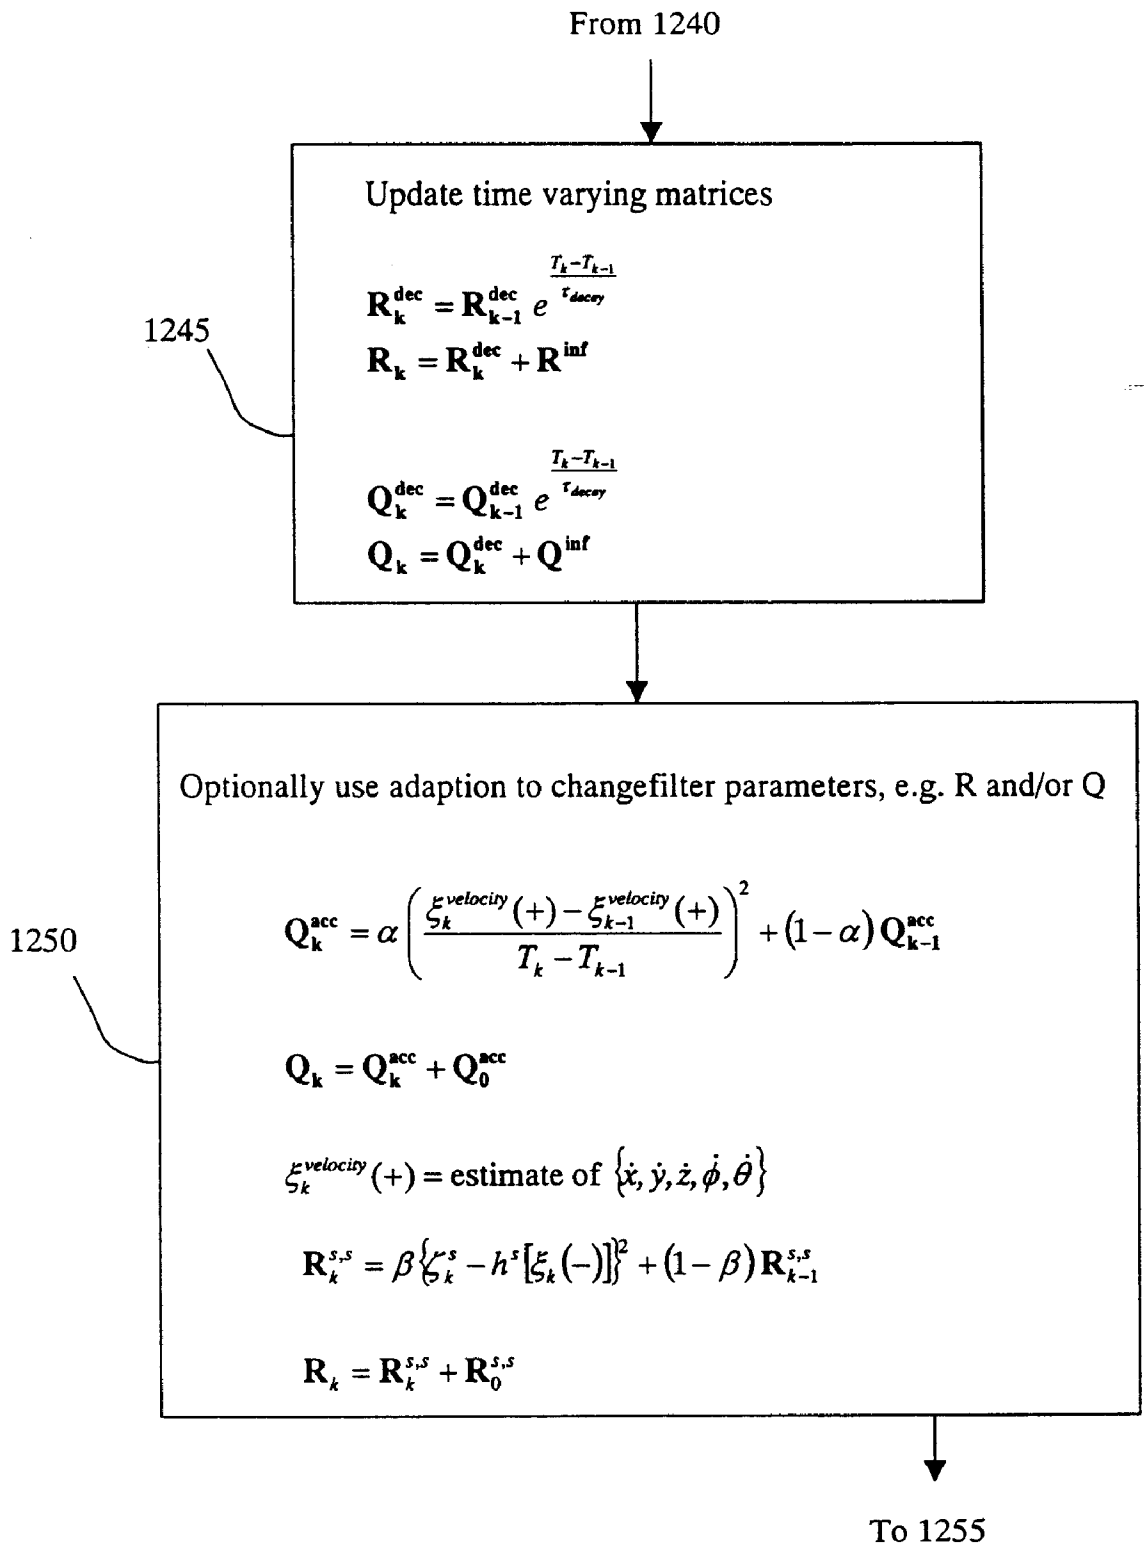 From 1240
Update time varying matrices
R_k^dec = R_{k-1}^dec e^{(T_k - T_{k-1})/τ_decay}
1245
R_k = R_k^dec + R^inf
Q_k^dec = Q_{k-1}^dec e^{(T_k - T_{k-1})/τ_decay}
Q_k = Q_k^dec + Q^inf
Optionally use adaption to changefilter parameters, e.g. R and/or Q
Q_k^acc = α ( (ξ_k^velocity (+) − ξ_{k-1}^velocity (+)) / (T_k − T_{k-1}) )^2 + (1 − α) Q_{k-1}^acc
1250
Q_k = Q_k^acc + Q_0^acc
ξ_k^velocity (+) = estimate of {ẋ, ẏ, ż, φ̇, θ̇}
R_k^{s,s} = β {ζ_k^s − h^s [ξ_k (−)]}^2 + (1 − β) R_{k-1}^{s,s}
R_k = R_k^{s,s} + R_0^{s,s}
To 1255